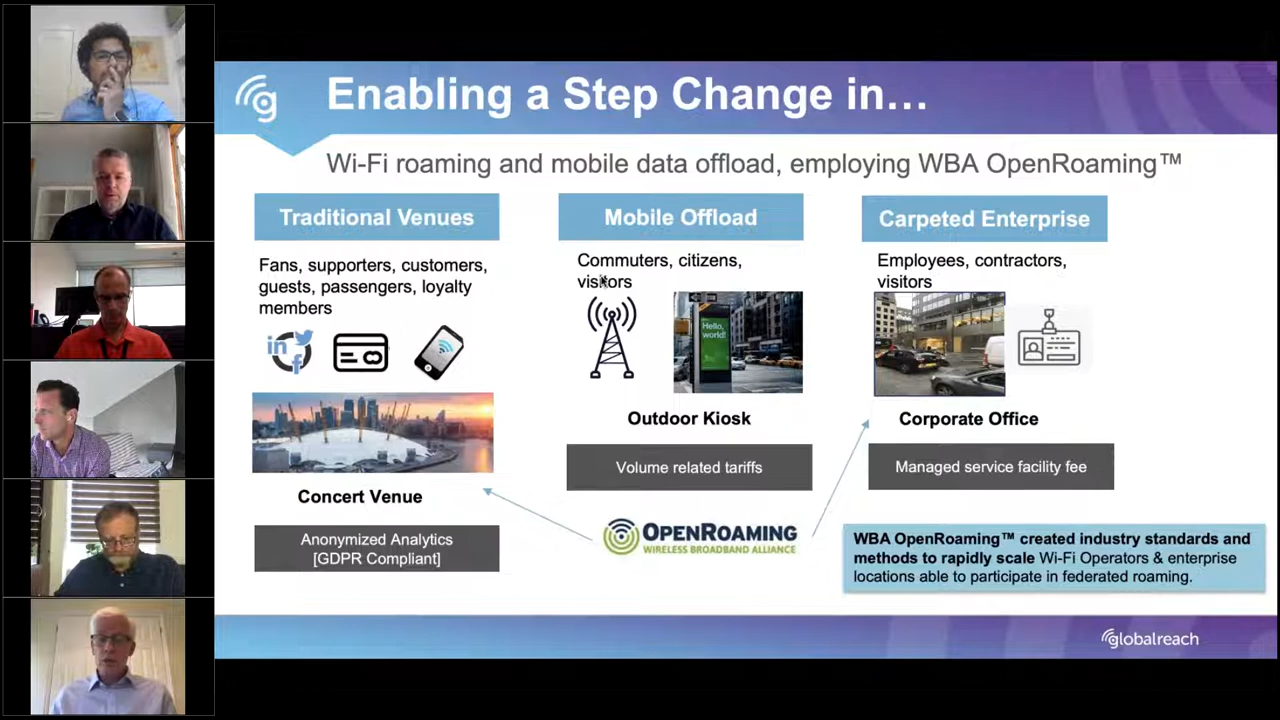 Enabling a Step Change in…
Wi-Fi roaming and mobile data offload, employing WBA OpenRoaming™
Traditional Venues
Fans, supporters, customers,
guests, passengers, loyalty
members
in
f
Concert Venue
Anonymized Analytics
[GDPR Compliant]
Mobile Offload
Commuters, citizens,
visitors
Hello,
world!
Outdoor Kiosk
Volume related tariffs
OPENROAMING
WIRELESS BROADBAND ALLIANCE
Carpeted Enterprise
Employees, contractors,
visitors
Corporate Office
Managed service facility fee
WBA OpenRoaming™ created industry standards and
methods to rapidly scale Wi-Fi Operators & enterprise
locations able to participate in federated roaming.
globalreach